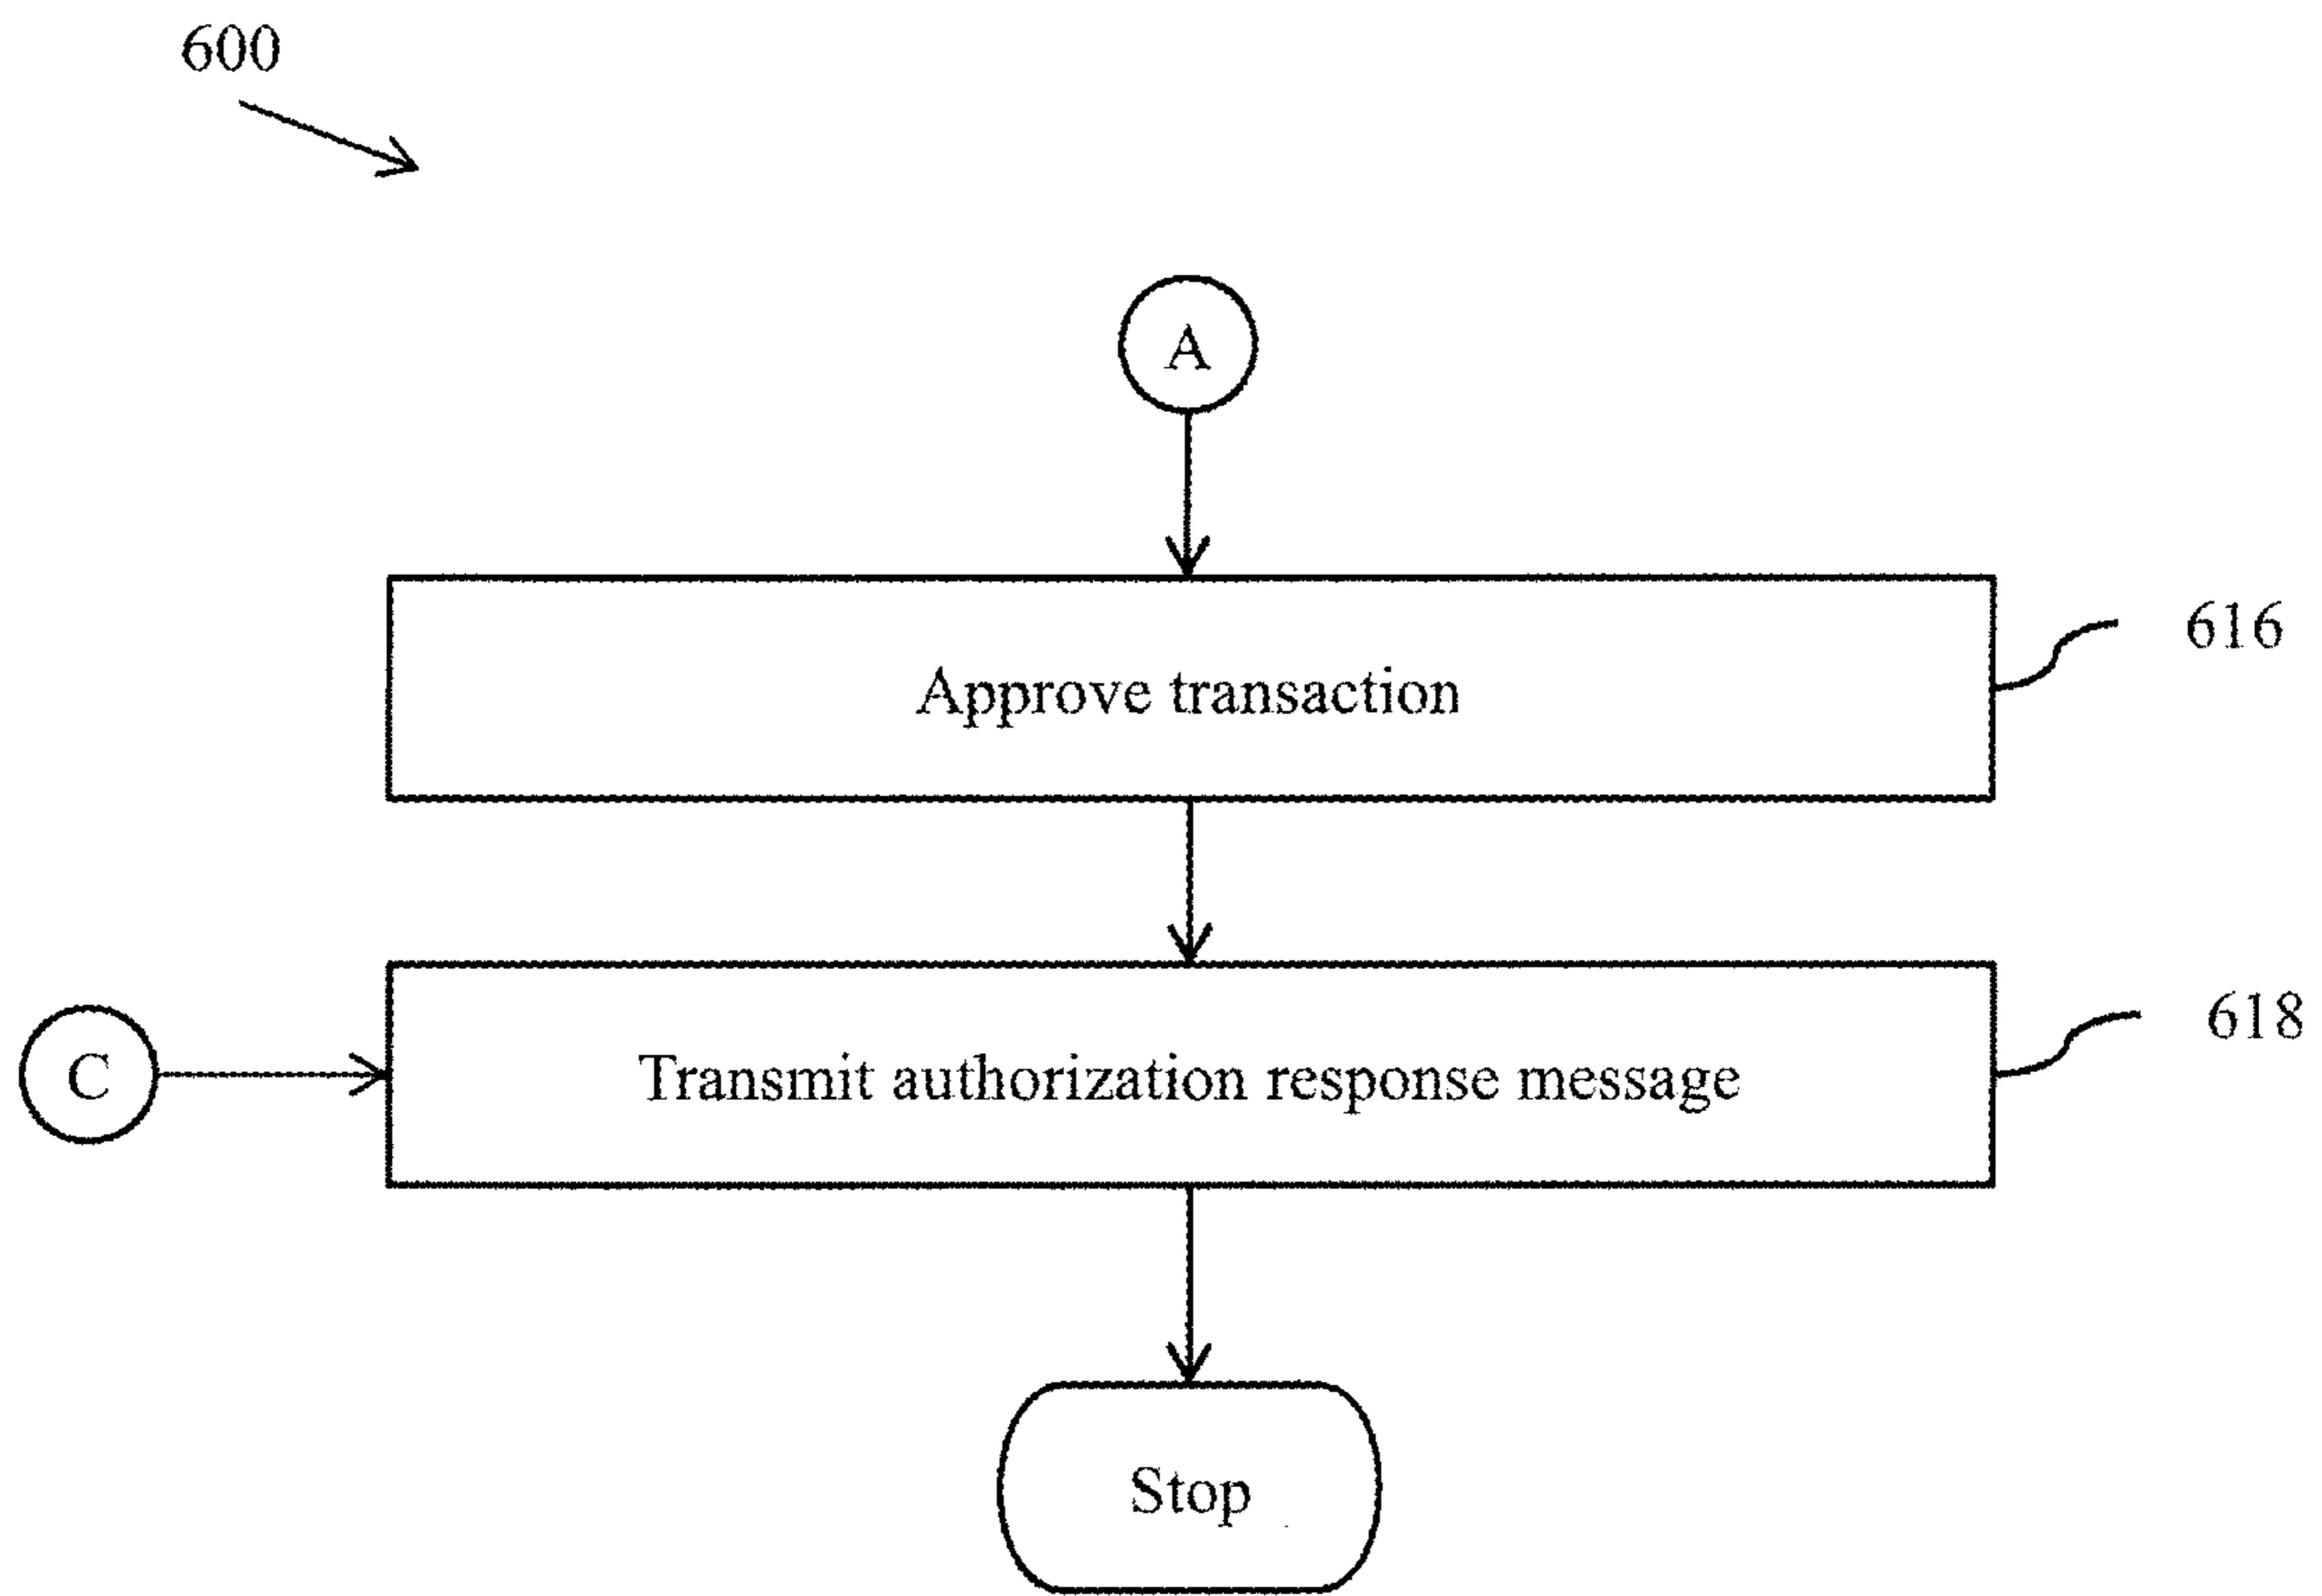 600
A
616
Approve transaction
618
C
Transmit authorization response message
Stop